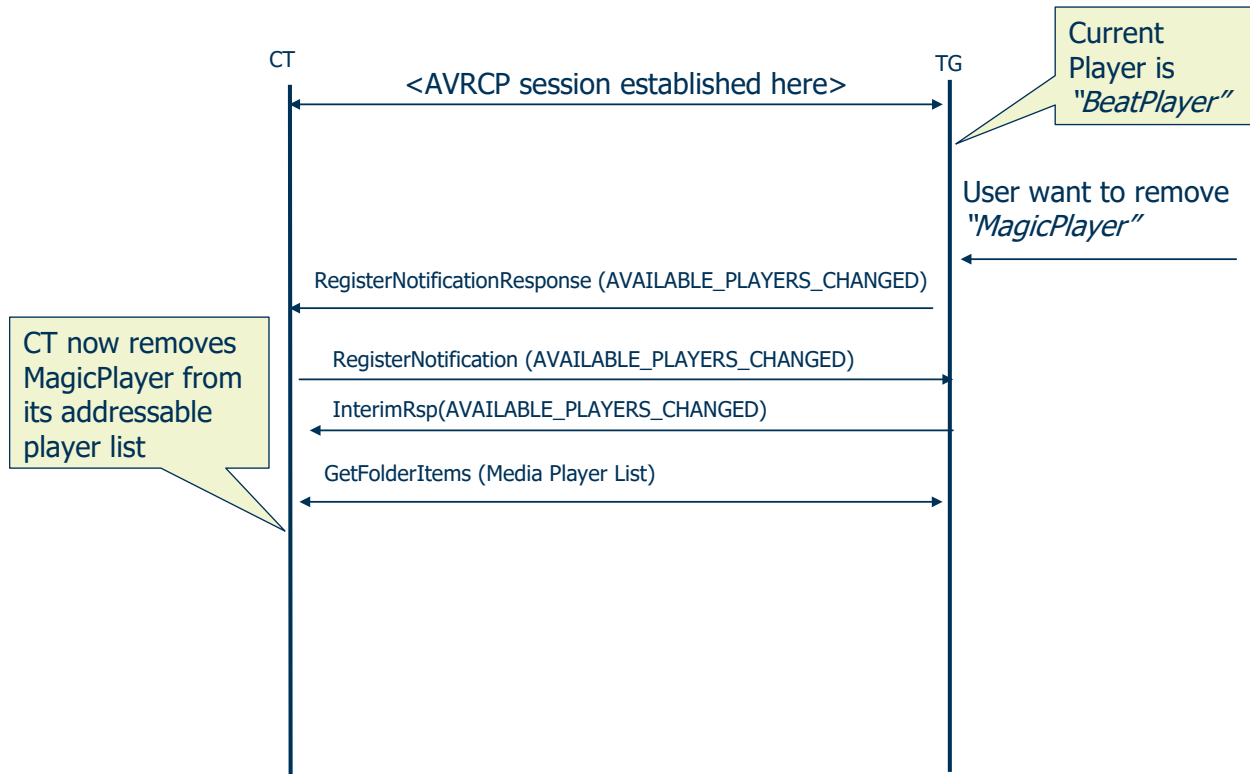 Current
Player is
"BeatPlayer"
CT
TG
<AVRCP session established here>
User want to remove
"MagicPlayer"
RegisterNotificationResponse (AVAILABLE_PLAYERS_CHANGED)
CT now removes
MagicPlayer from
its addressable
player list
RegisterNotification (AVAILABLE_PLAYERS_CHANGED)
InterimRsp(AVAILABLE_PLAYERS_CHANGED)
GetFolderItems (Media Player List)